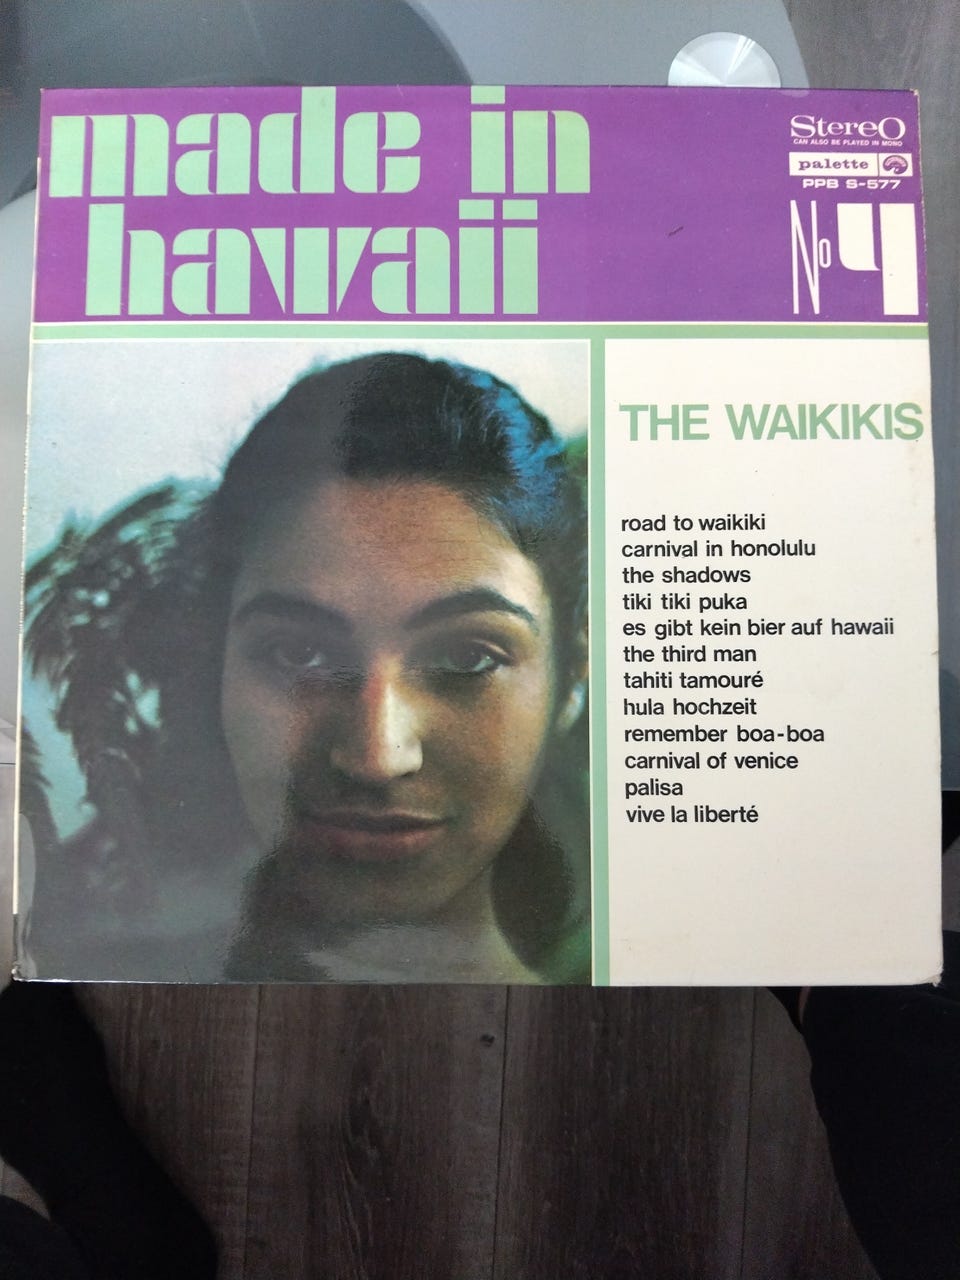 made in
hawaii
StereO
CAN ALSO BE PLAYED IN MONO
palette
PPB S-577
No 4
THE WAIKIKIS
road to waikiki
carnival in honolulu
the shadows
tiki tiki puka
es gibt kein bier auf hawaii
the third man
tahiti tamouré
hula hochzeit
remember boa-boa
carnival of venice
palisa
vive la liberté